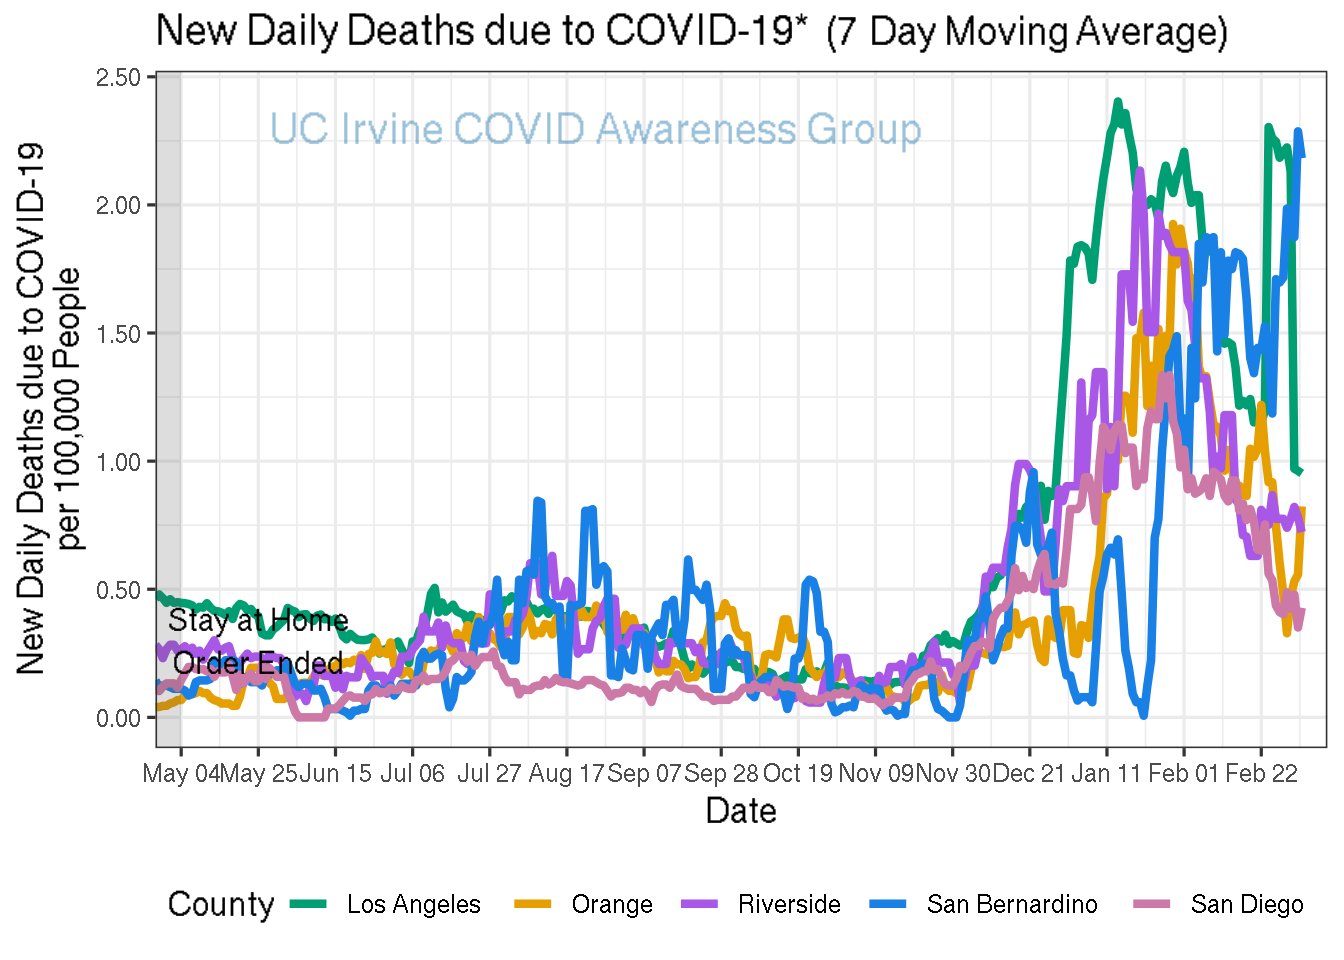 New Daily Deaths due to COVID-19* (7 Day Moving Average)
UC Irvine COVID Awareness Group
New Daily Deaths due to COVID-19
per 100,000 People
2.50
2.00
1.50
1.00
0.50
0.00
Stay at Home
Order Ended
May 04 May 25 Jun 15 Jul 06 Jul 27 Aug 17 Sep 07 Sep 28 Oct 19 Nov 09 Nov 30 Dec 21 Jan 11 Feb 01 Feb 22
Date
County Los Angeles Orange Riverside San Bernardino San Diego